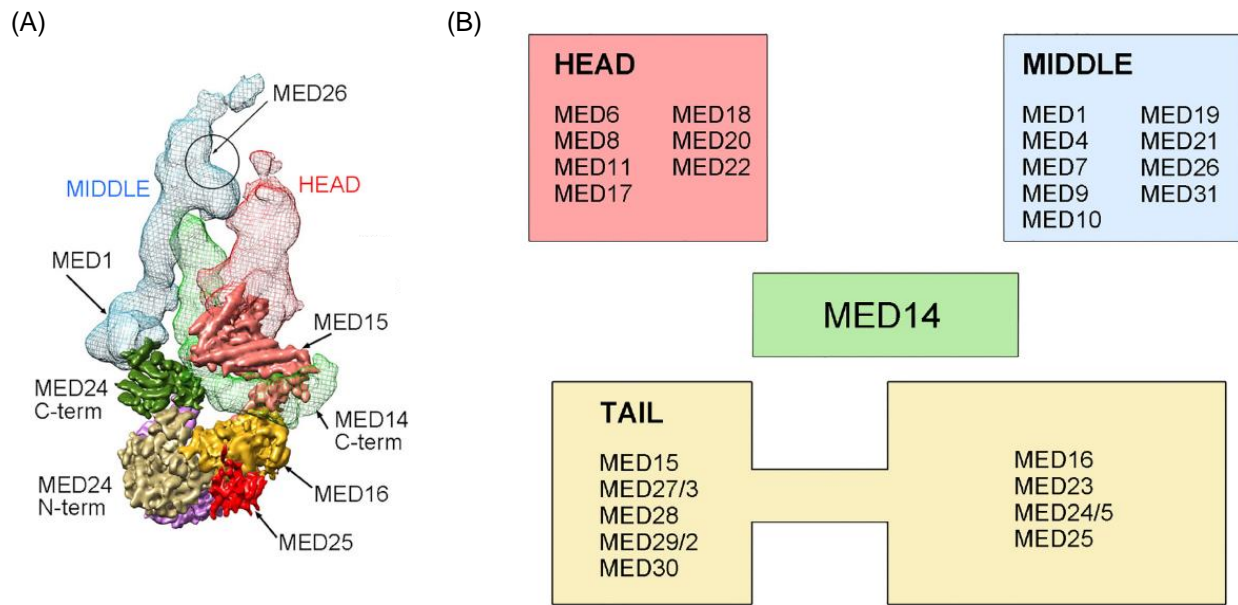 (A)
MED26
MIDDLE
HEAD
MED1
MED15
MED24
C-term
MED14
C-term
MED24
N-term
MED16
MED25
(B)
HEAD
MED6 MED18
MED8 MED20
MED11 MED22
MED17
MIDDLE
MED1 MED19
MED4 MED21
MED7 MED26
MED9 MED31
MED10
MED14
TAIL
MED15
MED27/3
MED28
MED29/2
MED30
MED16
MED23
MED24/5
MED25